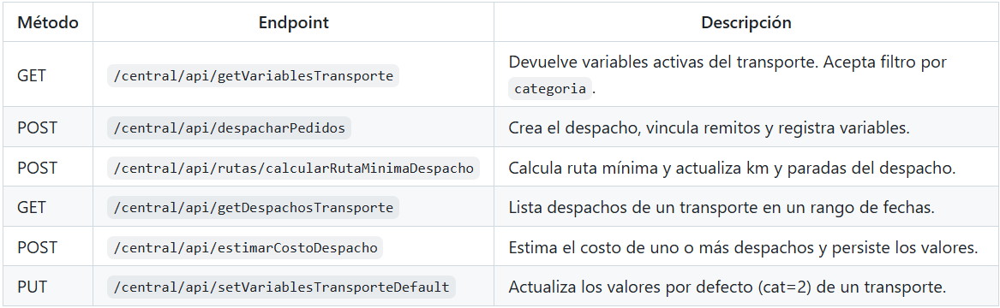 Método Endpoint Descripción
GET /central/api/getVariablesTransporte Devuelve variables activas del transporte. Acepta filtro por
categoria.
POST /central/api/despacharPedidos Crea el despacho, vincula remitos y registra variables.
POST /central/api/rutas/calcularRutaMinimaDespacho Calcula ruta mínima y actualiza km y paradas del despacho.
GET /central/api/getDespachosTransporte Lista despachos de un transporte en un rango de fechas.
POST /central/api/estimarCostoDespacho Estima el costo de uno o más despachos y persiste los valores.
PUT /central/api/setVariablesTransporteDefault Actualiza los valores por defecto (cat=2) de un transporte.